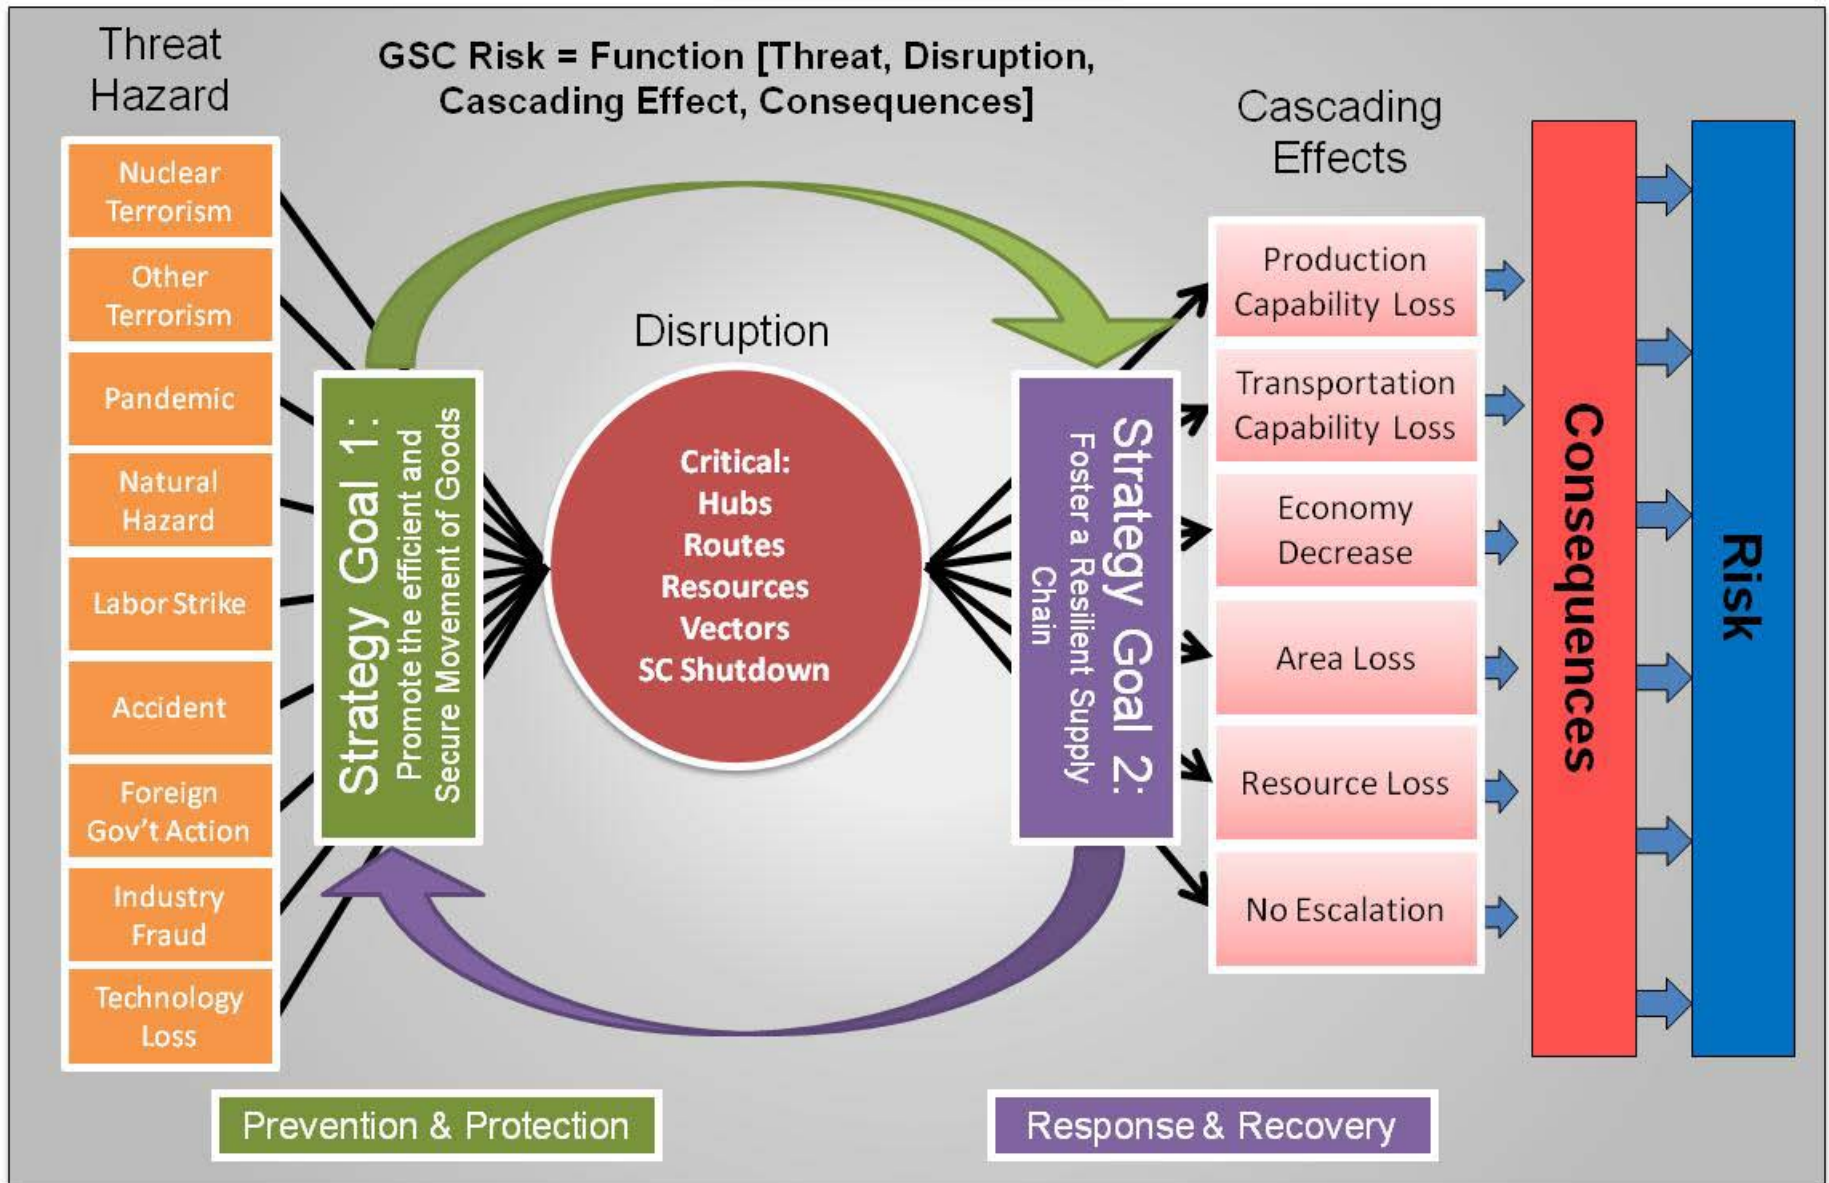 Threat
Hazard
GSC Risk = Function [Threat, Disruption,
Cascading Effect, Consequences]
Nuclear
Terrorism
Other
Terrorism
Pandemic
Natural
Hazard
Labor Strike
Accident
Foreign
Gov't Action
Industry
Fraud
Technology
Loss
Strategy Goal 1:
Promote the efficient and
Secure Movement of Goods
Disruption
Critical:
Hubs
Routes
Resources
Vectors
SC Shutdown
Strategy Goal 2:
Foster a Resilient Supply
Chain
Cascading
Effects
Production
Capability Loss
Transportation
Capability Loss
Economy
Decrease
Area Loss
Resource Loss
No Escalation
Consequences
Risk
Prevention & Protection
Response & Recovery